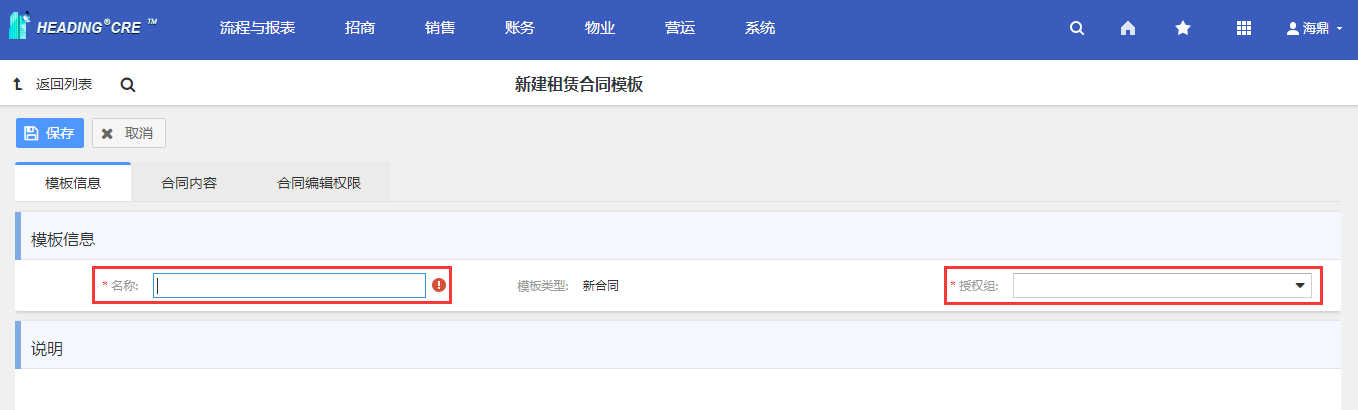 HEADING®CRE ™ 流程与报表 招商 销售 账务 物业 营运 系统 海鼎
返回列表 新建租赁合同模板
保存 取消
模板信息 合同内容 合同编辑权限
模板信息
* 名称: 模板类型: 新合同 * 授权组:
说明